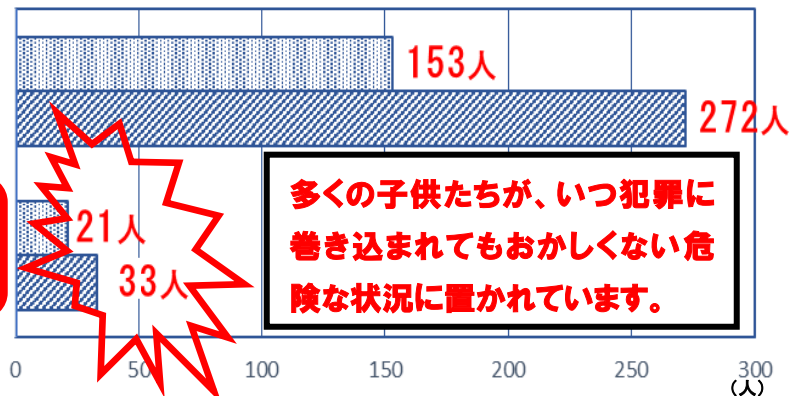 153人
272人
21人
33人
多くの子供たちが、いつ犯罪に
巻き込まれてもおかしくない危
険な状況に置かれています。
0 50 100 150 200 250 300
(人)